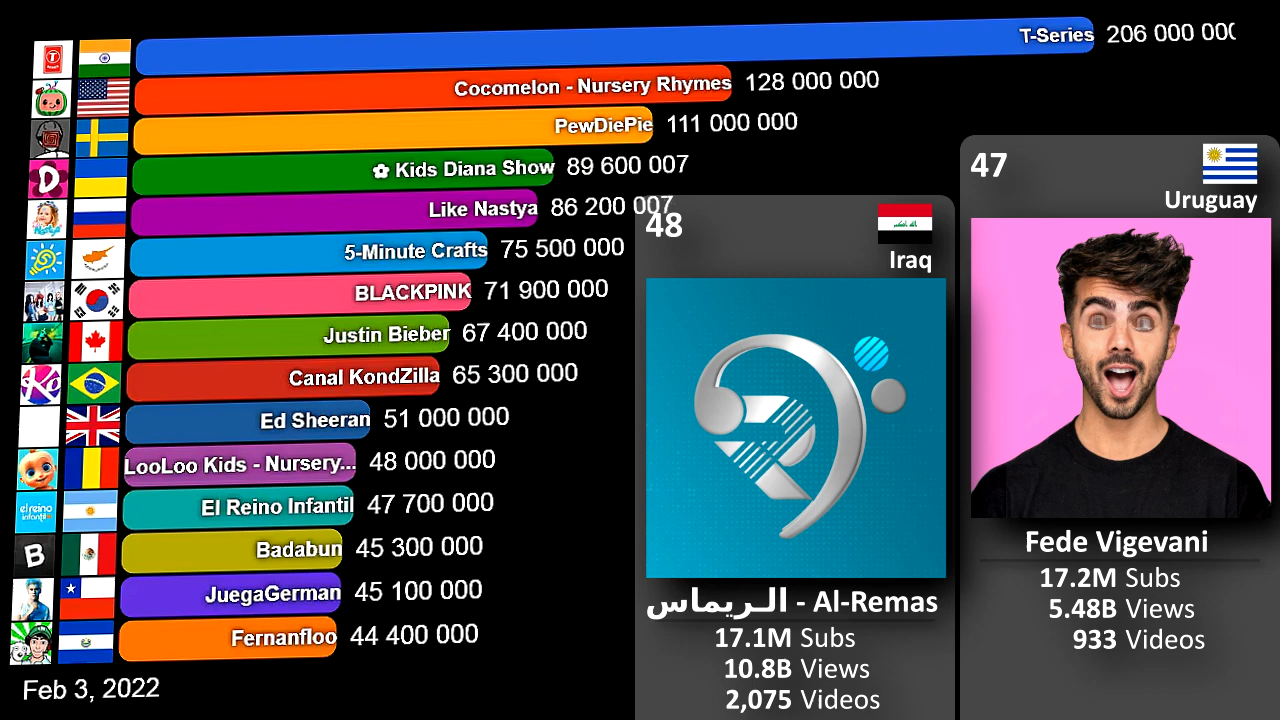 T-Series 206 000 000
Cocomelon - Nursery Rhymes 128 000 000
PewDiePie 111 000 000
✿ Kids Diana Show 89 600 007
Like Nastya 86 200 007
5-Minute Crafts 75 500 000
BLACKPINK 71 900 000
Justin Bieber 67 400 000
Canal KondZilla 65 300 000
Ed Sheeran 51 000 000
LooLoo Kids - Nursery... 48 000 000
el reino
infantil
El Reino Infantil 47 700 000
B
Badabun 45 300 000
JuegaGerman 45 100 000
Fernanfloo 44 400 000
Feb 3, 2022
48
Iraq
الـريماس - Al-Remas
17.1M Subs
10.8B Views
2,075 Videos
47
Uruguay
Fede Vigevani
17.2M Subs
5.48B Views
933 Videos